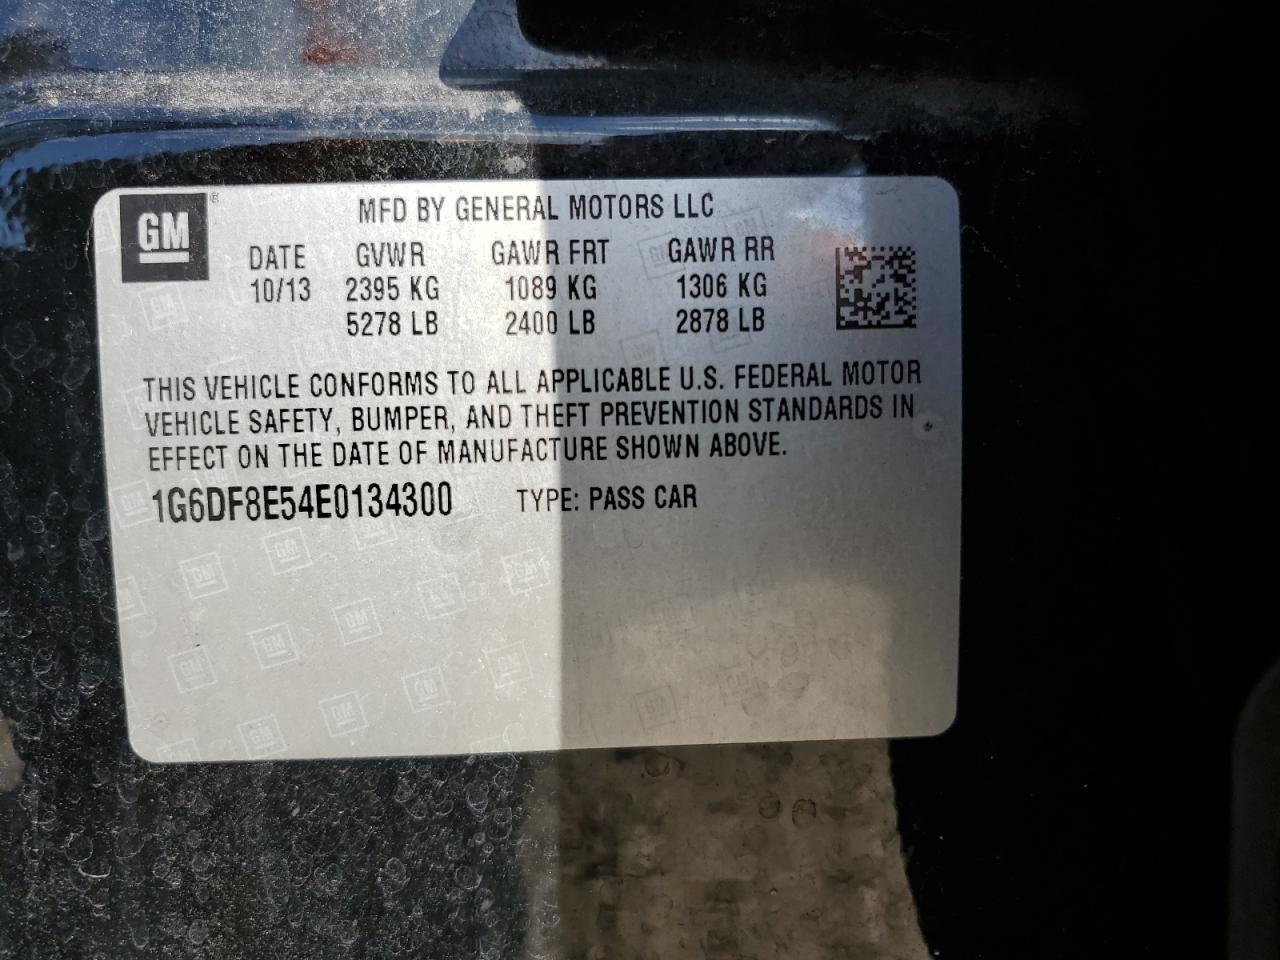 GM ®
MFD BY GENERAL MOTORS LLC
DATE GVWR GAWR FRT GAWR RR
10/13 2395 KG 1089 KG 1306 KG
5278 LB 2400 LB 2878 LB
THIS VEHICLE CONFORMS TO ALL APPLICABLE U.S. FEDERAL MOTOR
VEHICLE SAFETY, BUMPER, AND THEFT PREVENTION STANDARDS IN
EFFECT ON THE DATE OF MANUFACTURE SHOWN ABOVE.
1G6DF8E54E0134300 TYPE: PASS CAR